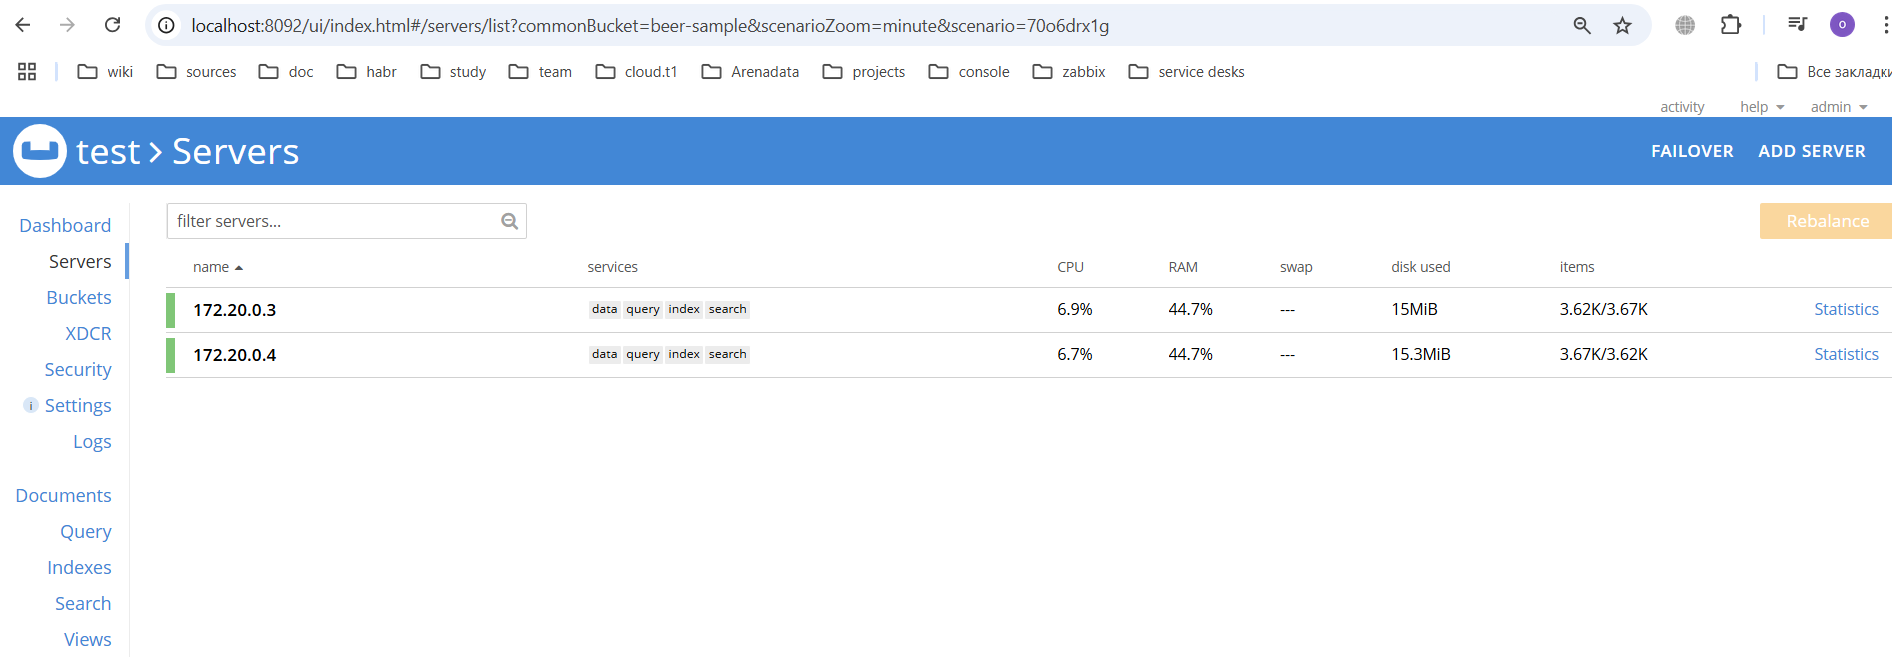 localhost:8092/ui/index.html#/servers/list?commonBucket=beer-sample&scenarioZoom=minute&scenario=70o6drx1g
o
wiki sources doc habr study team cloud.t1 Arenadata projects console zabbix service desks Все закладки
activity help admin
test > Servers FAILOVER ADD SERVER
filter servers... Rebalance
Dashboard
Servers
Buckets
XDCR
Security
i Settings
Logs
Documents
Query
Indexes
Search
Views
name services CPU RAM swap disk used items
172.20.0.3 data query index search 6.9% 44.7% --- 15MiB 3.62K/3.67K Statistics
172.20.0.4 data query index search 6.7% 44.7% --- 15.3MiB 3.67K/3.62K Statistics